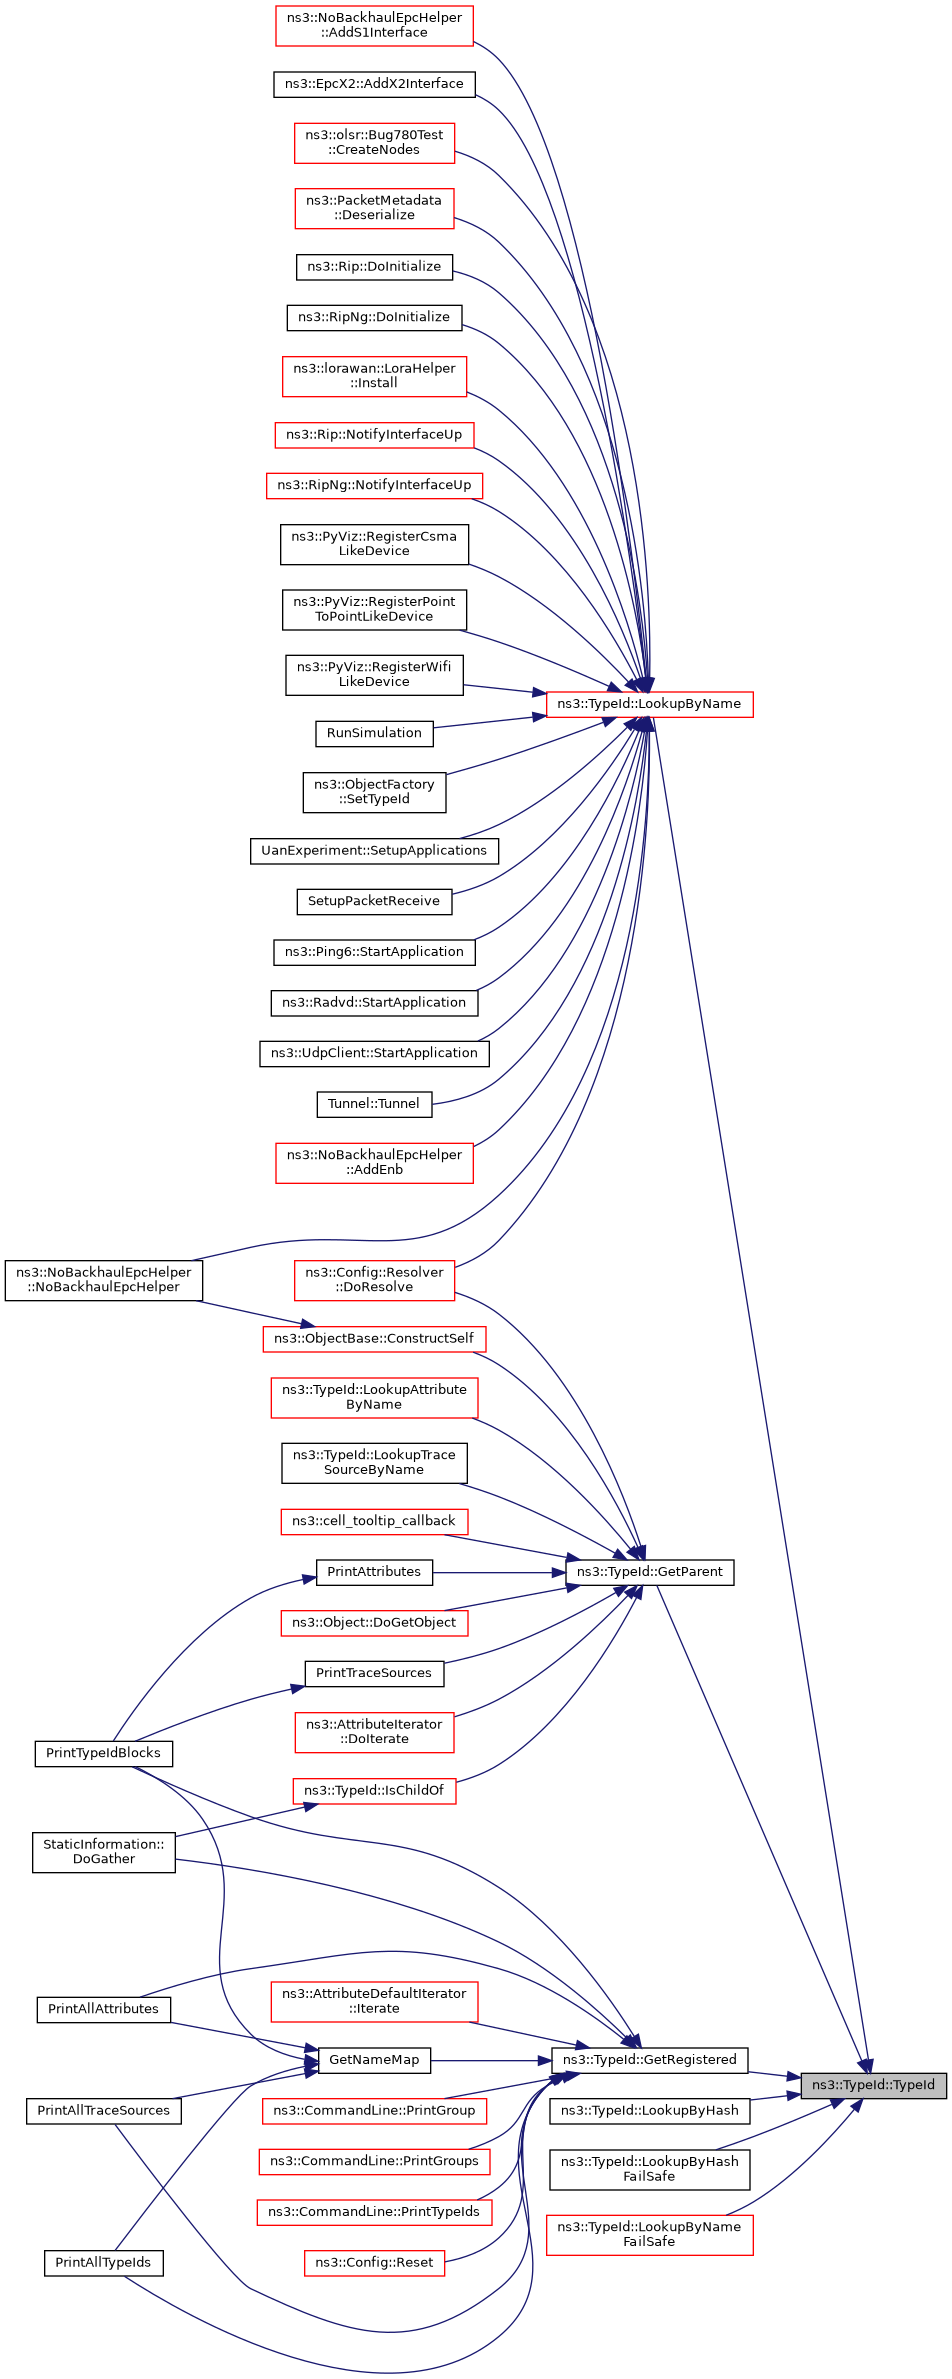 ns3::NoBackhaulEpcHelper
::AddS1Interface
ns3::EpcX2::AddX2Interface
ns3::olsr::Bug780Test
::CreateNodes
ns3::PacketMetadata
::Deserialize
ns3::Rip::DoInitialize
ns3::RipNg::DoInitialize
ns3::lorawan::LoraHelper
::Install
ns3::Rip::NotifyInterfaceUp
ns3::RipNg::NotifyInterfaceUp
ns3::PyViz::RegisterCsma
LikeDevice
ns3::PyViz::RegisterPoint
ToPointLikeDevice
ns3::PyViz::RegisterWifi
LikeDevice
ns3::TypeId::LookupByName
RunSimulation
ns3::ObjectFactory
::SetTypeId
UanExperiment::SetupApplications
SetupPacketReceive
ns3::Ping6::StartApplication
ns3::Radvd::StartApplication
ns3::UdpClient::StartApplication
Tunnel::Tunnel
ns3::NoBackhaulEpcHelper
::AddEnb
ns3::NoBackhaulEpcHelper
::NoBackhaulEpcHelper
ns3::Config::Resolver
::DoResolve
ns3::ObjectBase::ConstructSelf
ns3::TypeId::LookupAttribute
ByName
ns3::TypeId::LookupTrace
SourceByName
ns3::cell_tooltip_callback
PrintAttributes
ns3::TypeId::GetParent
ns3::Object::DoGetObject
PrintTraceSources
ns3::AttributeIterator
::DoIterate
PrintTypeIdBlocks
ns3::TypeId::IsChildOf
StaticInformation::
DoGather
ns3::AttributeDefaultIterator
::Iterate
PrintAllAttributes
GetNameMap
ns3::TypeId::GetRegistered
ns3::TypeId::TypeId
PrintAllTraceSources
ns3::CommandLine::PrintGroup
ns3::TypeId::LookupByHash
ns3::CommandLine::PrintGroups
ns3::TypeId::LookupByHash
FailSafe
ns3::CommandLine::PrintTypeIds
ns3::TypeId::LookupByName
FailSafe
PrintAllTypeIds
ns3::Config::Reset